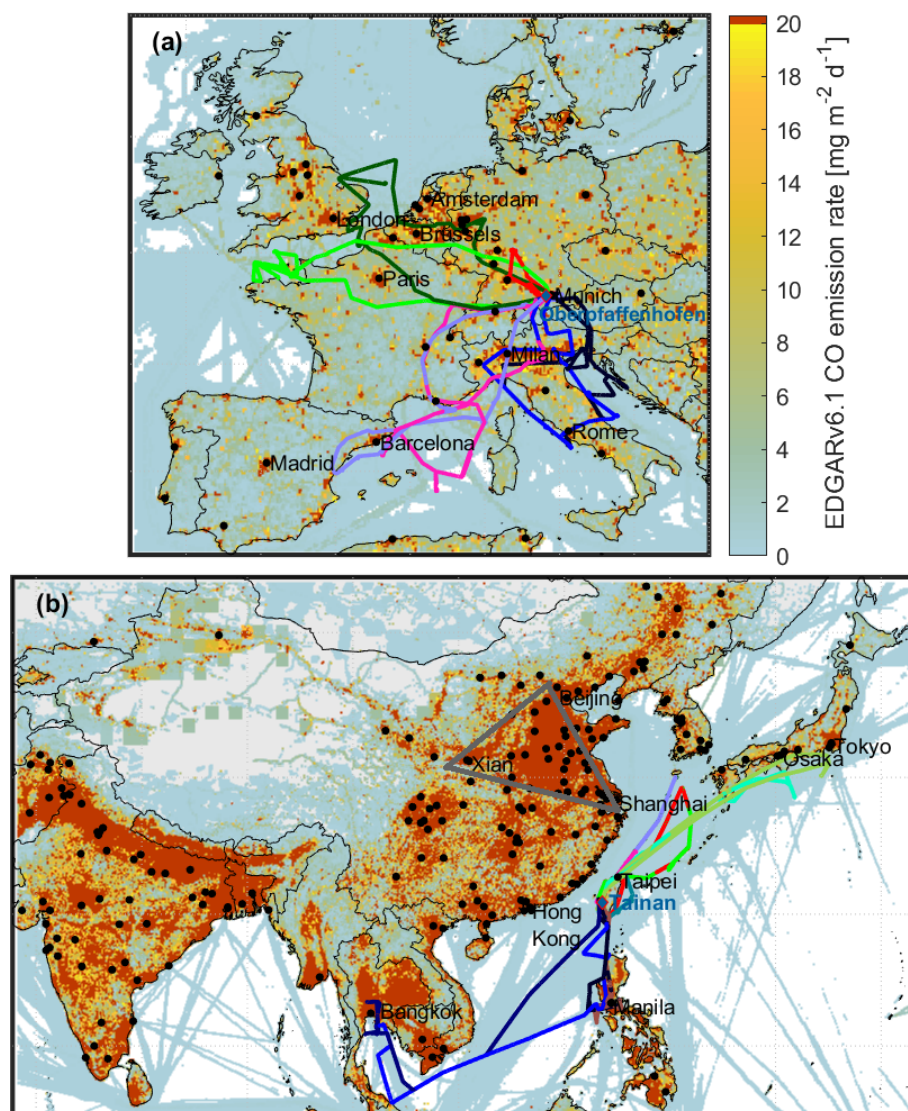 (a)
London
Amsterdam
Brussels
Paris
Munich
Oberpfaffenhofen
Milan
Rome
Barcelona
Madrid
20
18
16
14
12
10
8
6
4
2
0
EDGARv6.1 CO emission rate [mg m⁻² d⁻¹]
(b)
Beijing
Xian
Tokyo
Osaka
Shanghai
Taipei
Tainan
Hong
Kong
Manila
Bangkok